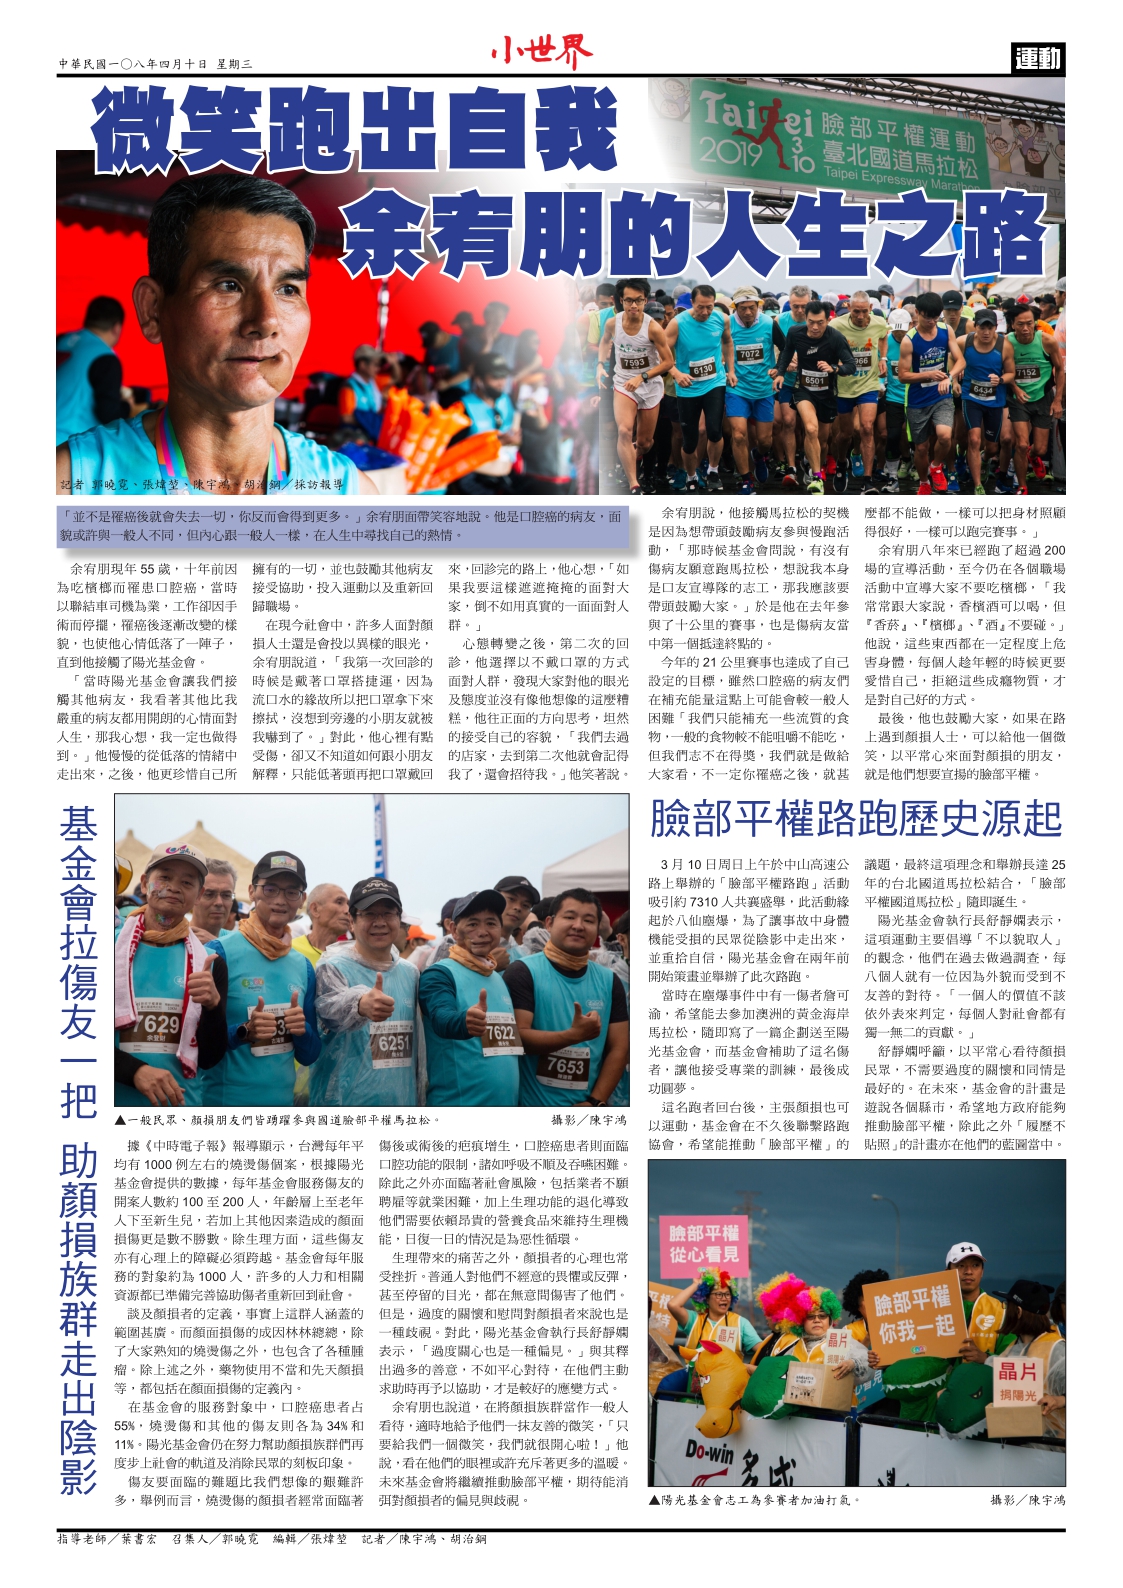 中華民國一〇八年四月十日 星期三
小世界
運動
微笑跑出自我
余宥朋的人生之路
Taipei
2019
3
10
臉部平權運動
臺北國道馬拉松
Taipei Expressway Marathon
7593
6130
7072
6501
966
6434
7152
記者 郭曉霓、張煒堃、陳宇鴻、胡治鋼／採訪報導
「並不是罹癌後就會失去一切，你反而會得到更多。」余宥朋面帶笑容地說。他是口腔癌的病友，面
貌或許與一般人不同，但內心跟一般人一樣，在人生中尋找自己的熱情。
余宥朋現年 55 歲，十年前因
為吃檳榔而罹患口腔癌，當時
以聯結車司機為業，工作卻因手
術而停擺，罹癌後逐漸改變的樣
貌，也使他心情低落了一陣子，
直到他接觸了陽光基金會。
「當時陽光基金會讓我們接
觸其他病友，我看著其他比我
嚴重的病友都用開朗的心情面對
人生，那我心想，我一定也做得
到。」他慢慢的從低落的情緒中
走出來，之後，他更珍惜自己所
擁有的一切，並也鼓勵其他病友
接受協助，投入運動以及重新回
歸職場。
在現今社會中，許多人面對顏
損人士還是會投以異樣的眼光，
余宥朋說道，「我第一次回診的
時候是戴著口罩搭捷運，因為
流口水的緣故所以把口罩拿下來
擦拭，沒想到旁邊的小朋友就被
我嚇到了。」對此，他心裡有點
受傷，卻又不知道如何跟小朋友
解釋，只能低著頭再把口罩戴回
來，回診完的路上，他心想，「如
果我要這樣遮遮掩掩的面對大
家，倒不如用真實的一面面對人
群。」
心態轉變之後，第二次的回
診，他選擇以不戴口罩的方式
面對人群，發現大家對他的眼光
及態度並沒有像他想像的這麼糟
糕，他往正面的方向思考，坦然
的接受自己的容貌，「我們去過
的店家，去到第二次他就會記得
我了，還會招待我。」他笑著說。
余宥朋說，他接觸馬拉松的契機
是因為想帶頭鼓勵病友參與慢跑活
動，「那時候基金會問說，有沒有
傷病友願意跑馬拉松，想說我本身
是口友宣導隊的志工，那我應該要
帶頭鼓勵大家。」於是他在去年參
與了十公里的賽事，也是傷病友當
中第一個抵達終點的。
今年的 21 公里賽事也達成了自己
設定的目標，雖然口腔癌的病友們
在補充能量這點上可能會較一般人
困難「我們只能補充一些流質的食
物，一般的食物較不能咀嚼不能吃，
但我們志不在得獎，我們就是做給
大家看，不一定你罹癌之後，就甚
麼都不能做，一樣可以把身材照顧
得很好，一樣可以跑完賽事。」
余宥朋八年來已經跑了超過 200
場的宣導活動，至今仍在各個職場
活動中宣導大家不要吃檳榔，「我
常常跟大家說，香檳酒可以喝，但
『香菸』、『檳榔』、『酒』不要碰。」
他說，這些東西都在一定程度上危
害身體，每個人趁年輕的時候更要
愛惜自己，拒絕這些成癮物質，才
是對自己好的方式。
最後，他也鼓勵大家，如果在路
上遇到顏損人士，可以給他一個微
笑，以平常心來面對顏損的朋友，
就是他們想要宣揚的臉部平權。
基金會拉傷友一把 助顏損族群走出陰影
7629
余宜財
6251
7622
7653
▲一般民眾、顏損朋友們皆踴躍參與國道臉部平權馬拉松。 攝影／陳宇鴻
據《中時電子報》報導顯示，台灣每年平
均有 1000 例左右的燒燙傷個案，根據陽光
基金會提供的數據，每年基金會服務傷友的
開案人數約 100 至 200 人，年齡層上至老年
人下至新生兒，若加上其他因素造成的顏面
損傷更是數不勝數。除生理方面，這些傷友
亦有心理上的障礙必須跨越。基金會每年服
務的對象約為 1000 人，許多的人力和相關
資源都已準備完善協助傷者重新回到社會。
談及顏損者的定義，事實上這群人涵蓋的
範圍甚廣。而顏面損傷的成因林林總總，除
了大家熟知的燒燙傷之外，也包含了各種腫
瘤。除上述之外，藥物使用不當和先天顏損
等，都包括在顏面損傷的定義內。
在基金會的服務對象中，口腔癌患者占
55%，燒燙傷和其他的傷友則各為 34% 和
11%。陽光基金會仍在努力幫助顏損族群們再
度步上社會的軌道及消除民眾的刻板印象。
傷友要面臨的難題比我們想像的艱難許
多，舉例而言，燒燙傷的顏損者經常面臨著
傷後或術後的疤痕增生，口腔癌患者則面臨
口腔功能的限制，諸如呼吸不順及吞嚥困難。
除此之外亦面臨著社會風險，包括業者不願
聘雇等就業困難，加上生理功能的退化導致
他們需要依賴昂貴的營養食品來維持生理機
能，日復一日的情況是為惡性循環。
生理帶來的痛苦之外，顏損者的心理也常
受挫折。普通人對他們不經意的畏懼或反彈，
甚至停留的目光，都在無意間傷害了他們。
但是，過度的關懷和慰問對顏損者來說也是
一種歧視。對此，陽光基金會執行長舒靜嫻
表示，「過度關心也是一種偏見。」與其釋
出過多的善意，不如平心對待，在他們主動
求助時再予以協助，才是較好的應變方式。
余宥朋也說道，在將顏損族群當作一般人
看待，適時地給予他們一抹友善的微笑，「只
要給我們一個微笑，我們就很開心啦！」他
說，看在他們的眼裡或許充斥著更多的溫暖。
未來基金會將繼續推動臉部平權，期待能消
弭對顏損者的偏見與歧視。
臉部平權路跑歷史源起
3 月 10 日周日上午於中山高速公
路上舉辦的「臉部平權路跑」活動
吸引約 7310 人共襄盛舉，此活動緣
起於八仙塵爆，為了讓事故中身體
機能受損的民眾從陰影中走出來，
並重拾自信，陽光基金會在兩年前
開始策畫並舉辦了此次路跑。
當時在塵爆事件中有一傷者詹可
渝，希望能去參加澳洲的黃金海岸
馬拉松，隨即寫了一篇企劃送至陽
光基金會，而基金會補助了這名傷
者，讓他接受專業的訓練，最後成
功圓夢。
這名跑者回台後，主張顏損也可
以運動，基金會在不久後聯繫路跑
協會，希望能推動「臉部平權」的
議題，最終這項理念和舉辦長達 25
年的台北國道馬拉松結合，「臉部
平權國道馬拉松」隨即誕生。
陽光基金會執行長舒靜嫻表示，
這項運動主要倡導「不以貌取人」
的觀念，他們在過去做過調查，每
八個人就有一位因為外貌而受到不
友善的對待。「一個人的價值不該
依外表來判定，每個人對社會都有
獨一無二的貢獻。」
舒靜嫻呼籲，以平常心看待顏損
民眾，不需要過度的關懷和同情是
最好的。在未來，基金會的計畫是
遊說各個縣市，希望地方政府能夠
推動臉部平權，除此之外「履歷不
貼照」的計畫亦在他們的藍圖當中。
臉部平權
從心看見
臉部平權
你我一起
晶片
晶片
捐陽光
Do-win
▲陽光基金會志工為參賽者加油打氣。 攝影／陳宇鴻
指導老師／葉書宏 召集人／郭曉霓 編輯／張煒堃 記者／陳宇鴻、胡治鋼